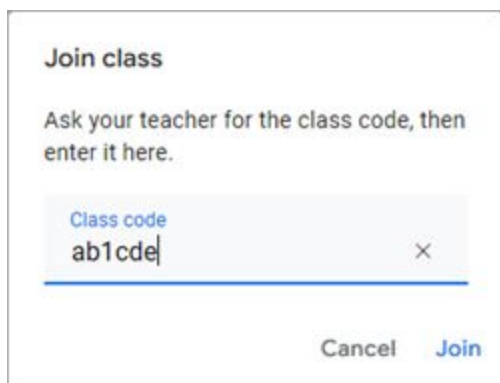 Join class
Ask your teacher for the class code, then
enter it here.
Class code
ab1cde
Cancel Join